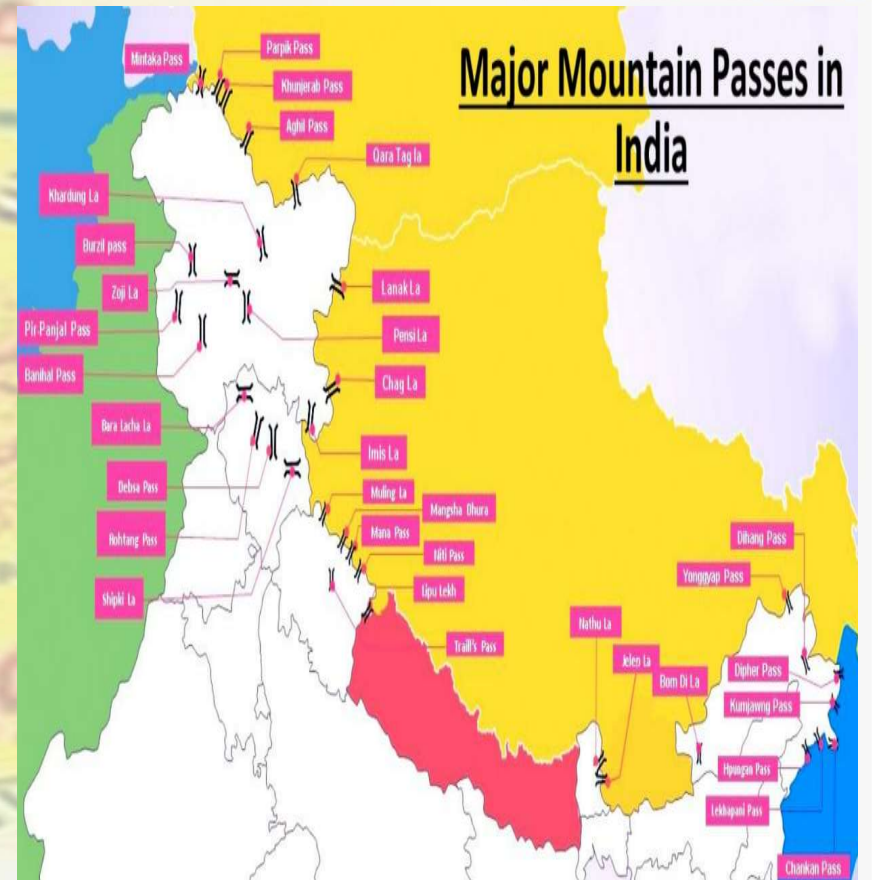 Major Mountain Passes in
India
Mintaka Pass
Parpik Pass
Khunjerab Pass
Aghil Pass
Qara Tag la
Khardung La
Burzil pass
Zoji La
Pir-Panjal Pass
Banihal Pass
Lanak La
Pensi La
Chag La
Bara Lacha La
Imis La
Debsa Pass
Muling La
Mangsha Dhura
Rohtang Pass
Mana Pass
Niti Pass
Lipu Lekh
Shipki La
Traill's Pass
Dihang Pass
Yonggyap Pass
Nathu La
Jelen La
Bom Di La
Dipher Pass
Kumjawng Pass
Hpungan Pass
Lekhapani Pass
Chankan Pass